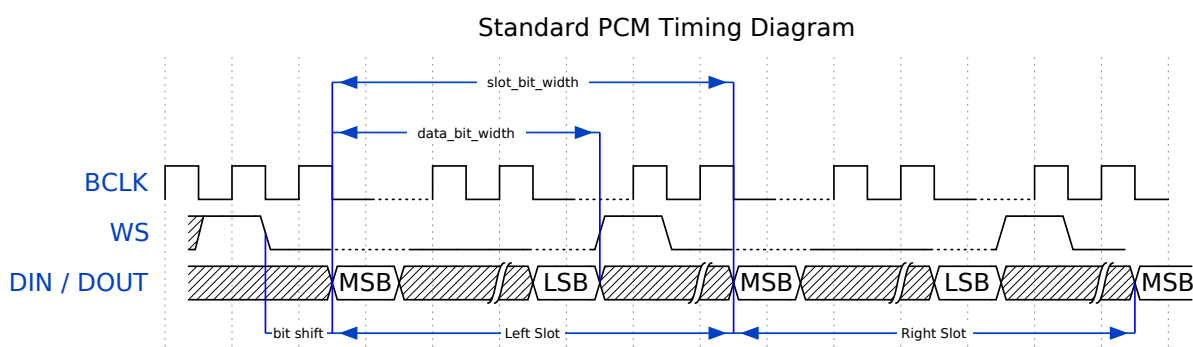 Standard PCM Timing Diagram
slot_bit_width
data_bit_width
BCLK
WS
DIN / DOUT MSB LSB MSB LSB MSB
bit shift Left Slot Right Slot